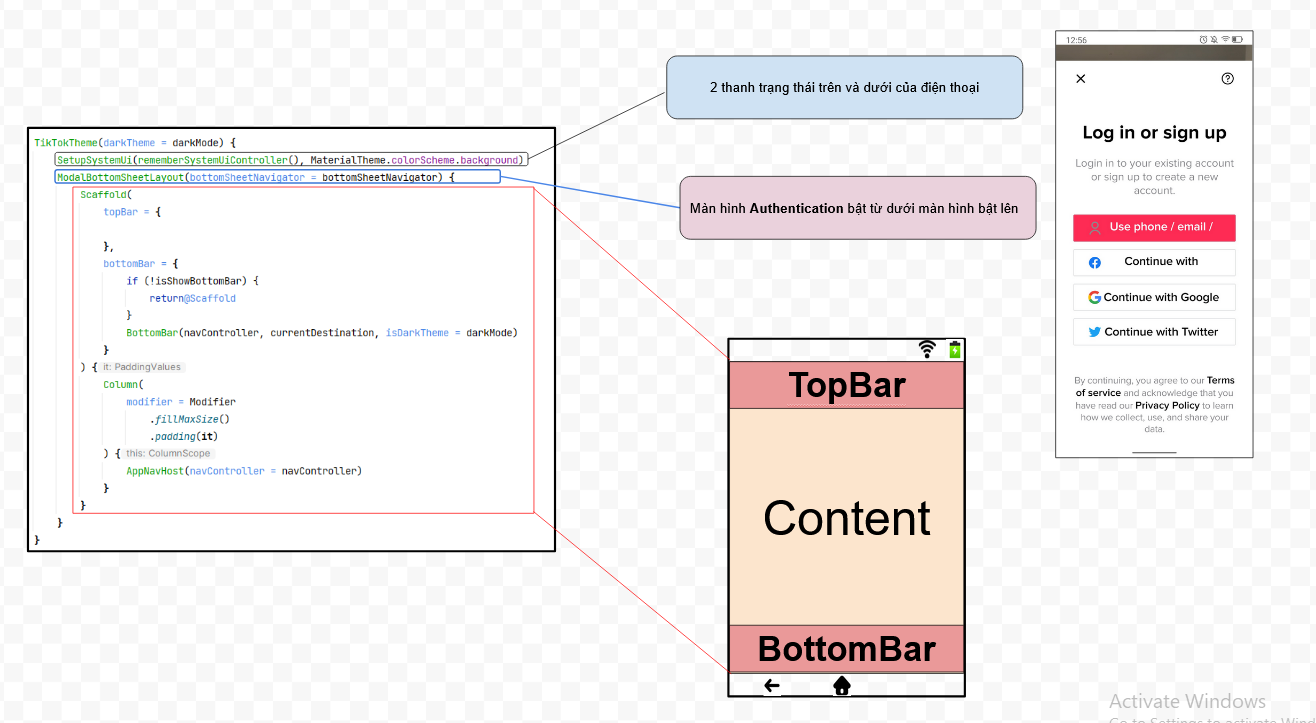 TikTokTheme(darkTheme = darkMode) {
SetupSystemUi(rememberSystemUiController(), MaterialTheme.colorScheme.background)
ModalBottomSheetLayout(bottomSheetNavigator = bottomSheetNavigator) {
Scaffold(
topBar = {
},
bottomBar = {
if (!isShowBottomBar) {
return@Scaffold
}
BottomBar(navController, currentDestination, isDarkTheme = darkMode)
}
) { it: PaddingValues
Column(
modifier = Modifier
.fillMaxSize()
.padding(it)
) { this: ColumnScope
AppNavHost(navController = navController)
}
}
}
}
2 thanh trạng thái trên và dưới của điện thoại
Màn hình Authentication bật từ dưới màn hình bật lên
TopBar
Content
BottomBar
12:56
Log in or sign up
Login in to your existing account
or sign up to create a new
account.
Use phone / email /
Continue with
Continue with Google
Continue with Twitter
By continuing, you agree to our Terms
of service and acknowledge that you
have read our Privacy Policy to learn
how we collect, use, and share your
data.
Activate Windows
Go to Settings to activate Wind